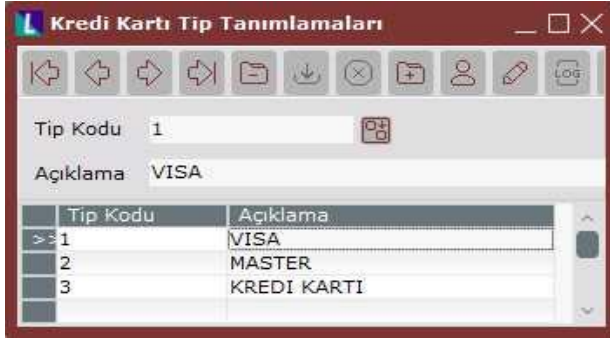 Kredi Kartı Tip Tanımlamaları
LOG
Tip Kodu 1
Açıklama VISA
Tip Kodu Açıklama
>>1 VISA
2 MASTER
3 KREDI KARTI